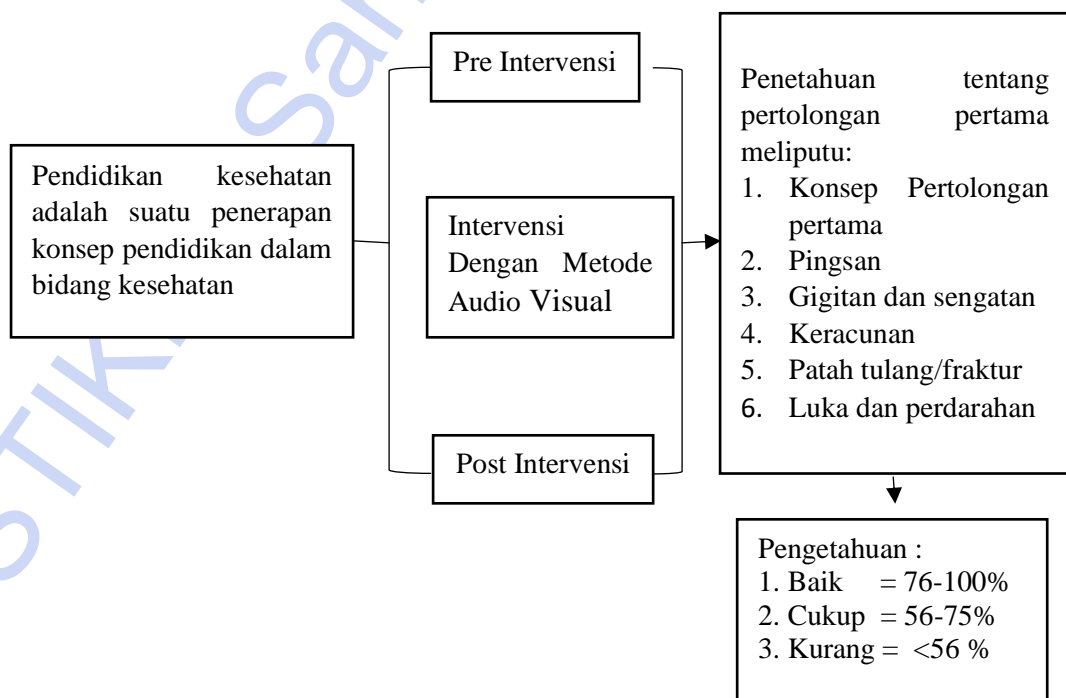 Pre Intervensi
Pendidikan kesehatan
adalah suatu penerapan
konsep pendidikan dalam
bidang kesehatan
Intervensi
Dengan Metode
Audio Visual
Post Intervensi
Penetahuan tentang
pertolongan pertama
meliputu:
1. Konsep Pertolongan
pertama
2. Pingsan
3. Gigitan dan sengatan
4. Keracunan
5. Patah tulang/fraktur
6. Luka dan perdarahan
Pengetahuan :
1. Baik = 76-100%
2. Cukup = 56-75%
3. Kurang = <56 %
STIK
San